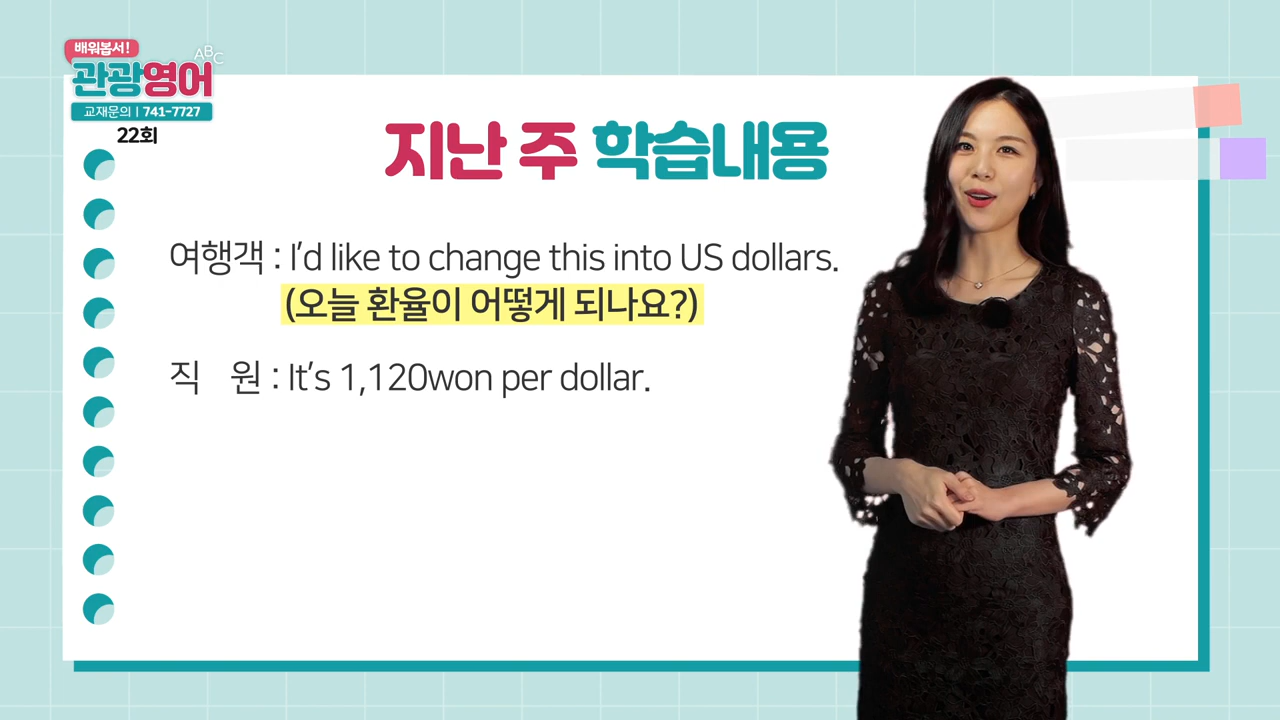 배워봅서!
ABC
관광영어
교재문의 | 741-7727
22회
지난 주 학습내용
여행객 : I'd like to change this into US dollars.
(오늘 환율이 어떻게 되나요?)
직 원 : It's 1,120won per dollar.